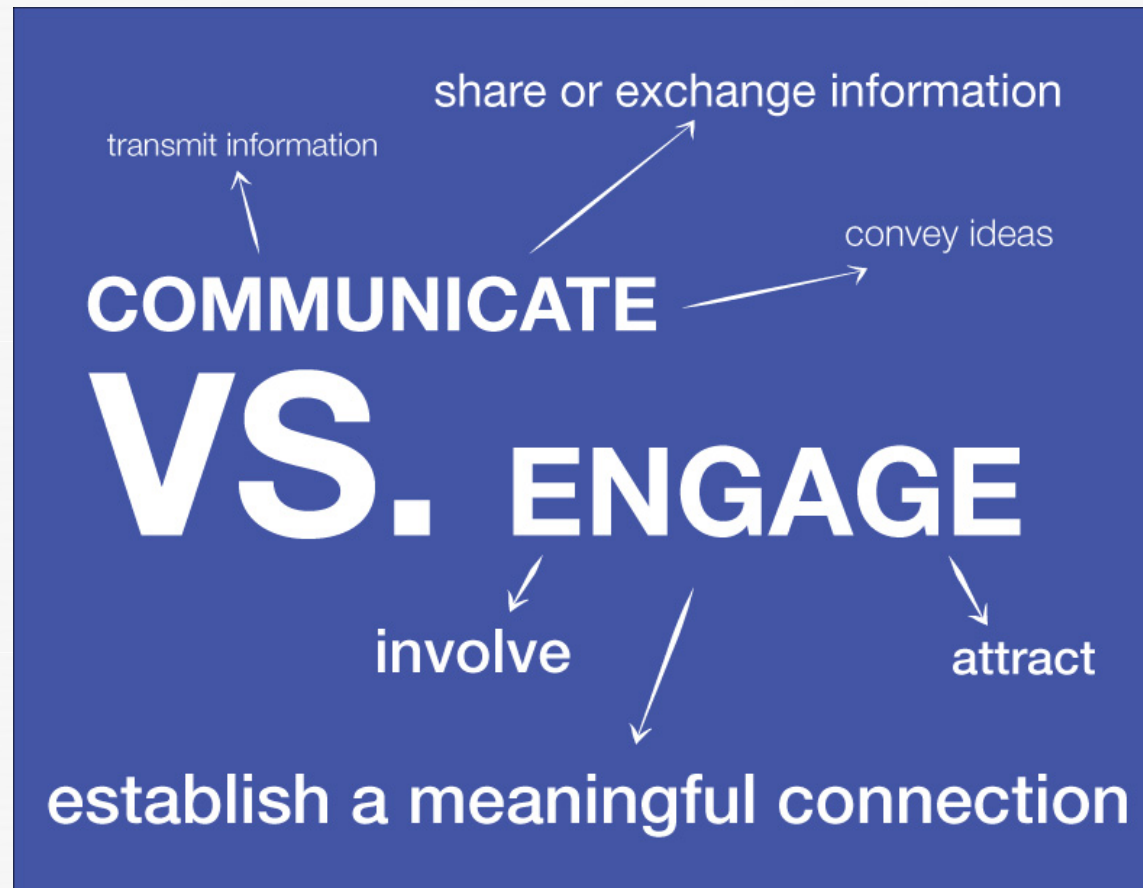 share or exchange information
transmit information
convey ideas
COMMUNICATE
VS. ENGAGE
involve
attract
establish a meaningful connection